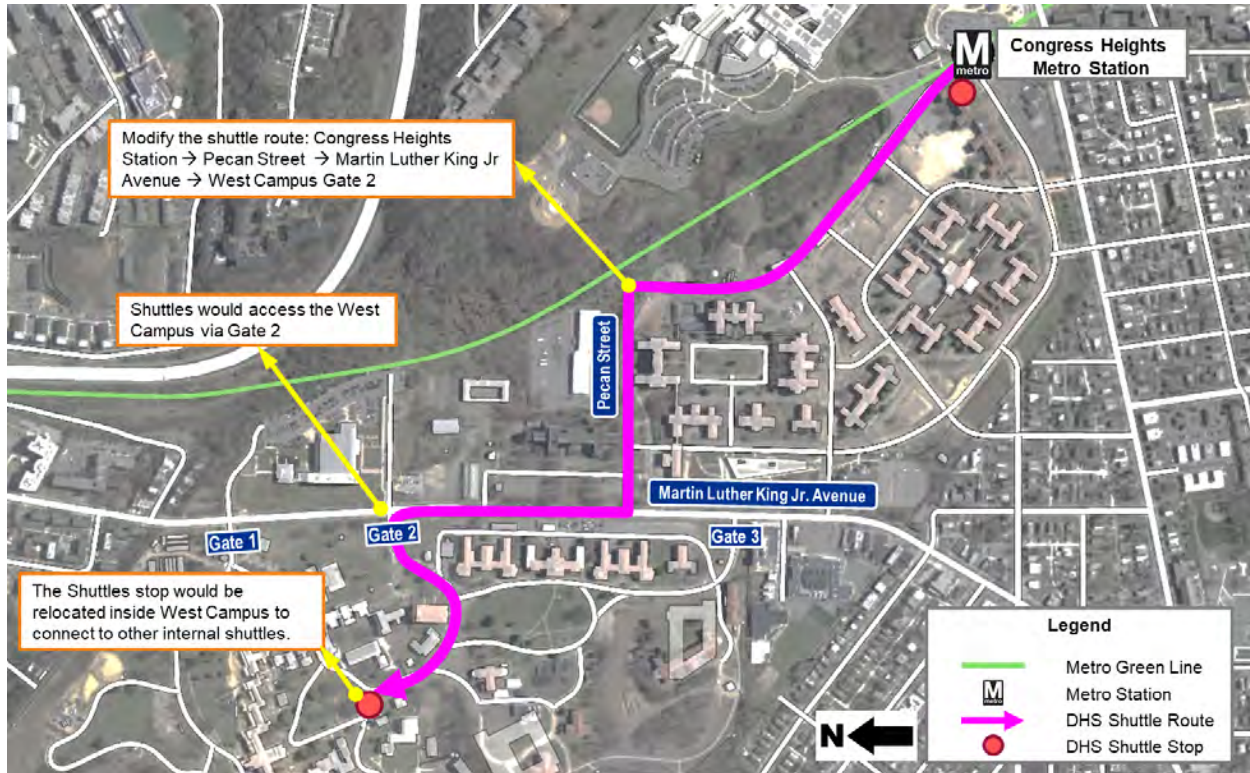 M
metro
Congress Heights
Metro Station
Modify the shuttle route: Congress Heights
Station → Pecan Street → Martin Luther King Jr
Avenue → West Campus Gate 2
Shuttles would access the West
Campus via Gate 2
Pecan Street
Martin Luther King Jr. Avenue
Gate 1
Gate 2
Gate 3
The Shuttles stop would be
relocated inside West Campus to
connect to other internal shuttles.
Legend
Metro Green Line
M
metro
Metro Station
DHS Shuttle Route
DHS Shuttle Stop
N